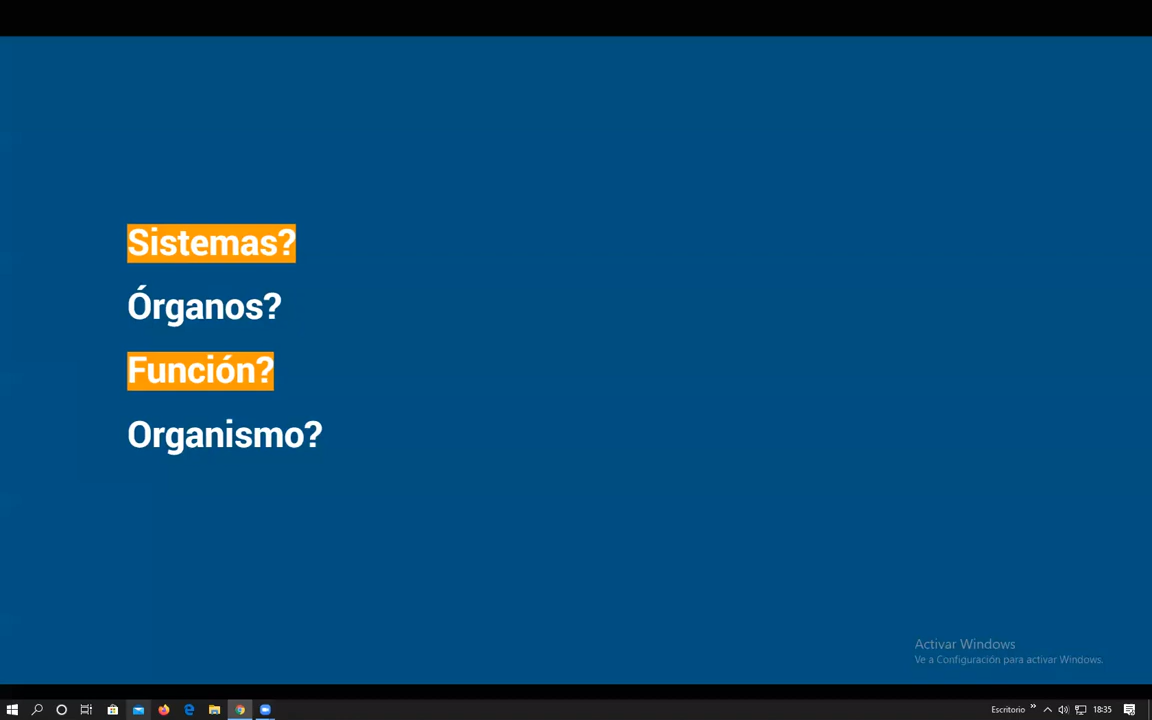 Sistemas?
Órganos?
Función?
Organismo?
Activar Windows
Ve a Configuración para activar Windows.
Escritorio » 18:35